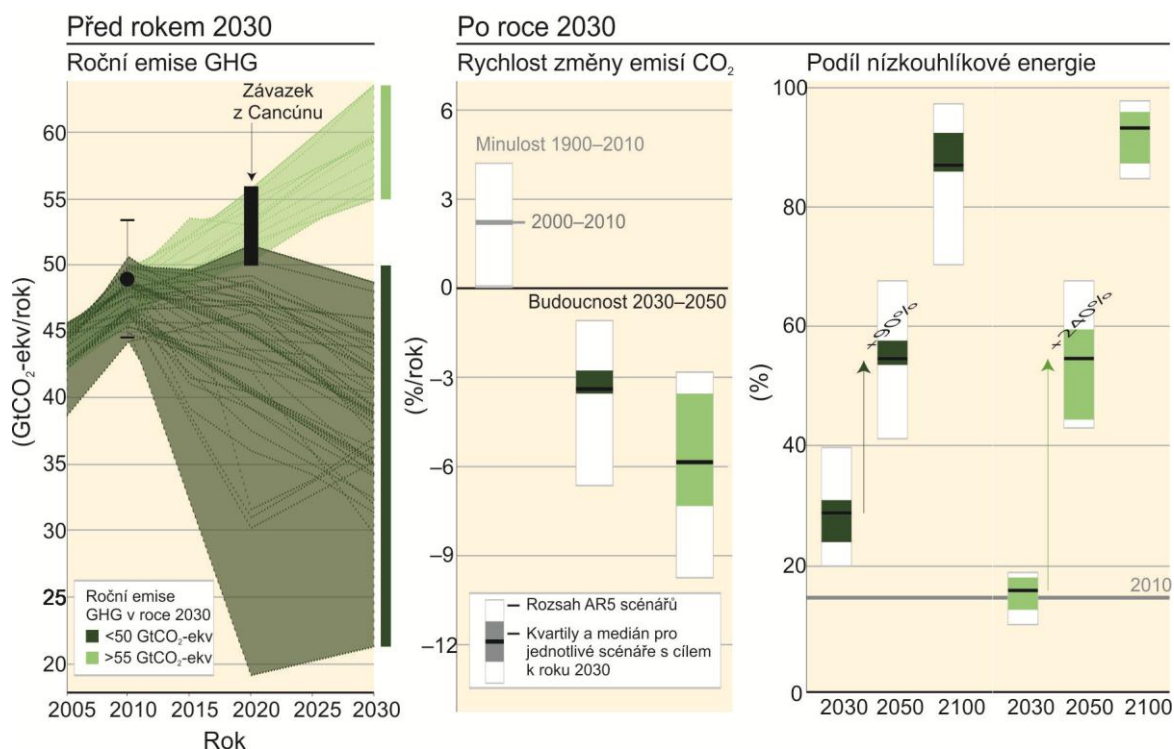 Před rokem 2030
Roční emise GHG
Závazek
z Cancúnu
60
55
50
45
40
35
30
25
20
(GtCO₂-ekv/rok)
Roční emise
GHG v roce 2030
<50 GtCO₂-ekv
>55 GtCO₂-ekv
2005 2010 2015 2020 2025 2030
Rok
Po roce 2030
Rychlost změny emisí CO₂
6
3
0
–3
–6
–9
–12
(%/rok)
Minulost 1900–2010
2000–2010
Budoucnost 2030–2050
Rozsah AR5 scénářů
Kvartily a medián pro
jednotlivé scénáře s cílem
k roku 2030
Podíl nízkouhlíkové energie
100
80
60
40
20
0
(%)
+90%
+240%
2010
2030 2050 2100 2030 2050 2100